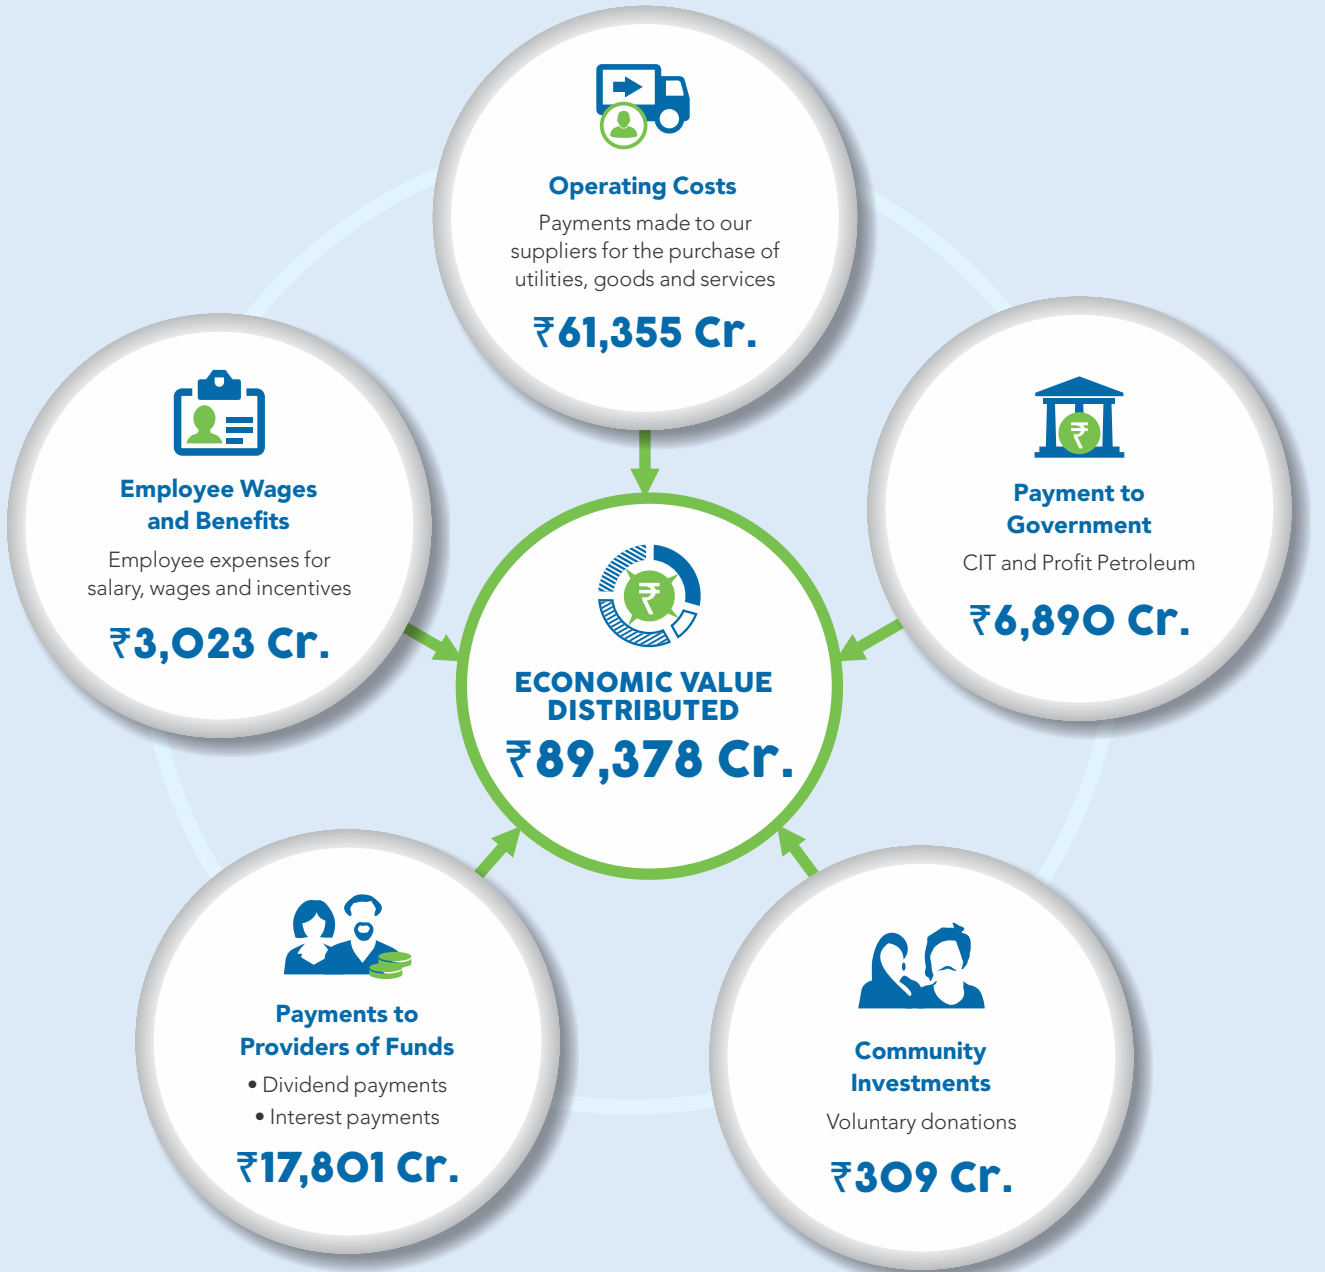 Operating Costs
Payments made to our
suppliers for the purchase of
utilities, goods and services
₹61,355 Cr.
Employee Wages
and Benefits
Employee expenses for
salary, wages and incentives
₹3,023 Cr.
₹
Payment to
Government
CIT and Profit Petroleum
₹6,890 Cr.
₹
ECONOMIC VALUE
DISTRIBUTED
₹89,378 Cr.
Payments to
Providers of Funds
• Dividend payments
• Interest payments
₹17,801 Cr.
Community
Investments
Voluntary donations
₹309 Cr.